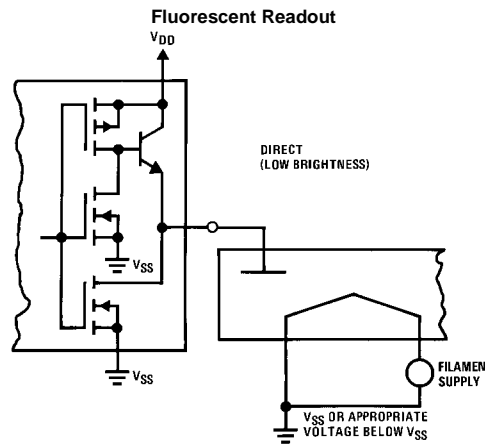 Fluorescent Readout
VDD
DIRECT
(LOW BRIGHTNESS)
VSS
VSS
FILAMEN
SUPPLY
VSS OR APPROPRIATE
VOLTAGE BELOW VSS